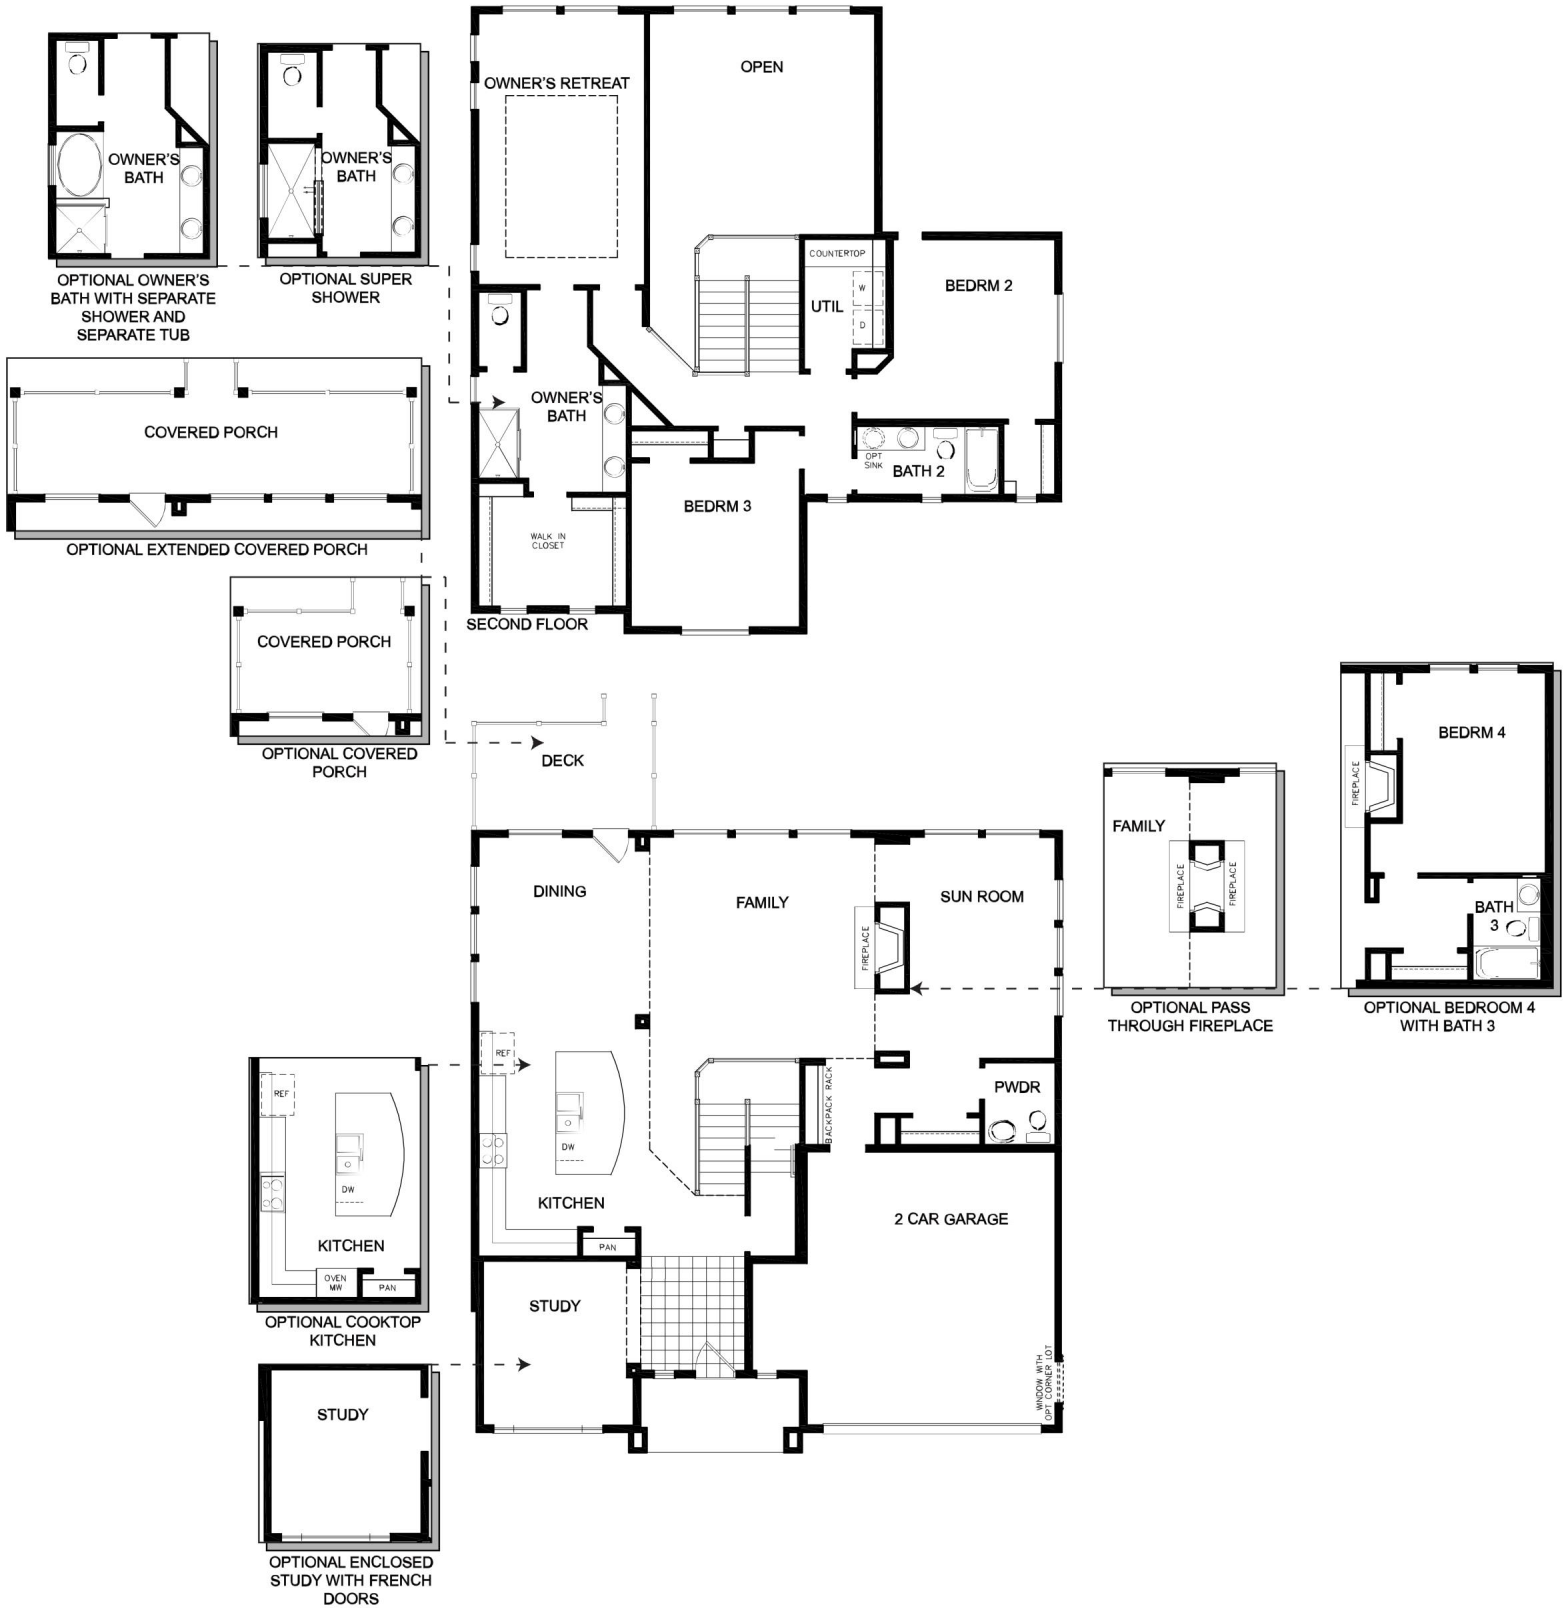 OWNER'S
BATH
OPTIONAL OWNER'S
BATH WITH SEPARATE
SHOWER AND
SEPARATE TUB
OWNER'S
BATH
OPTIONAL SUPER
SHOWER
OWNER'S RETREAT
OPEN
COUNTERTOP
W
D
UTIL
BEDRM 2
OWNER'S
BATH
OPT
SINK
BATH 2
BEDRM 3
WALK IN
CLOSET
SECOND FLOOR
COVERED PORCH
OPTIONAL EXTENDED COVERED PORCH
COVERED PORCH
OPTIONAL COVERED
PORCH
DECK
DINING
FAMILY
FIREPLACE
SUN ROOM
REF
DW
KITCHEN
PAN
BACKPACK RACK
PWDR
2 CAR GARAGE
STUDY
WINDOW WITH
OPT CORNER LOT
FAMILY
FIREPLACE
FIREPLACE
OPTIONAL PASS
THROUGH FIREPLACE
BEDRM 4
FIREPLACE
BATH
3
OPTIONAL BEDROOM 4
WITH BATH 3
REF
DW
KITCHEN
OVEN
MW
PAN
OPTIONAL COOKTOP
KITCHEN
STUDY
OPTIONAL ENCLOSED
STUDY WITH FRENCH
DOORS